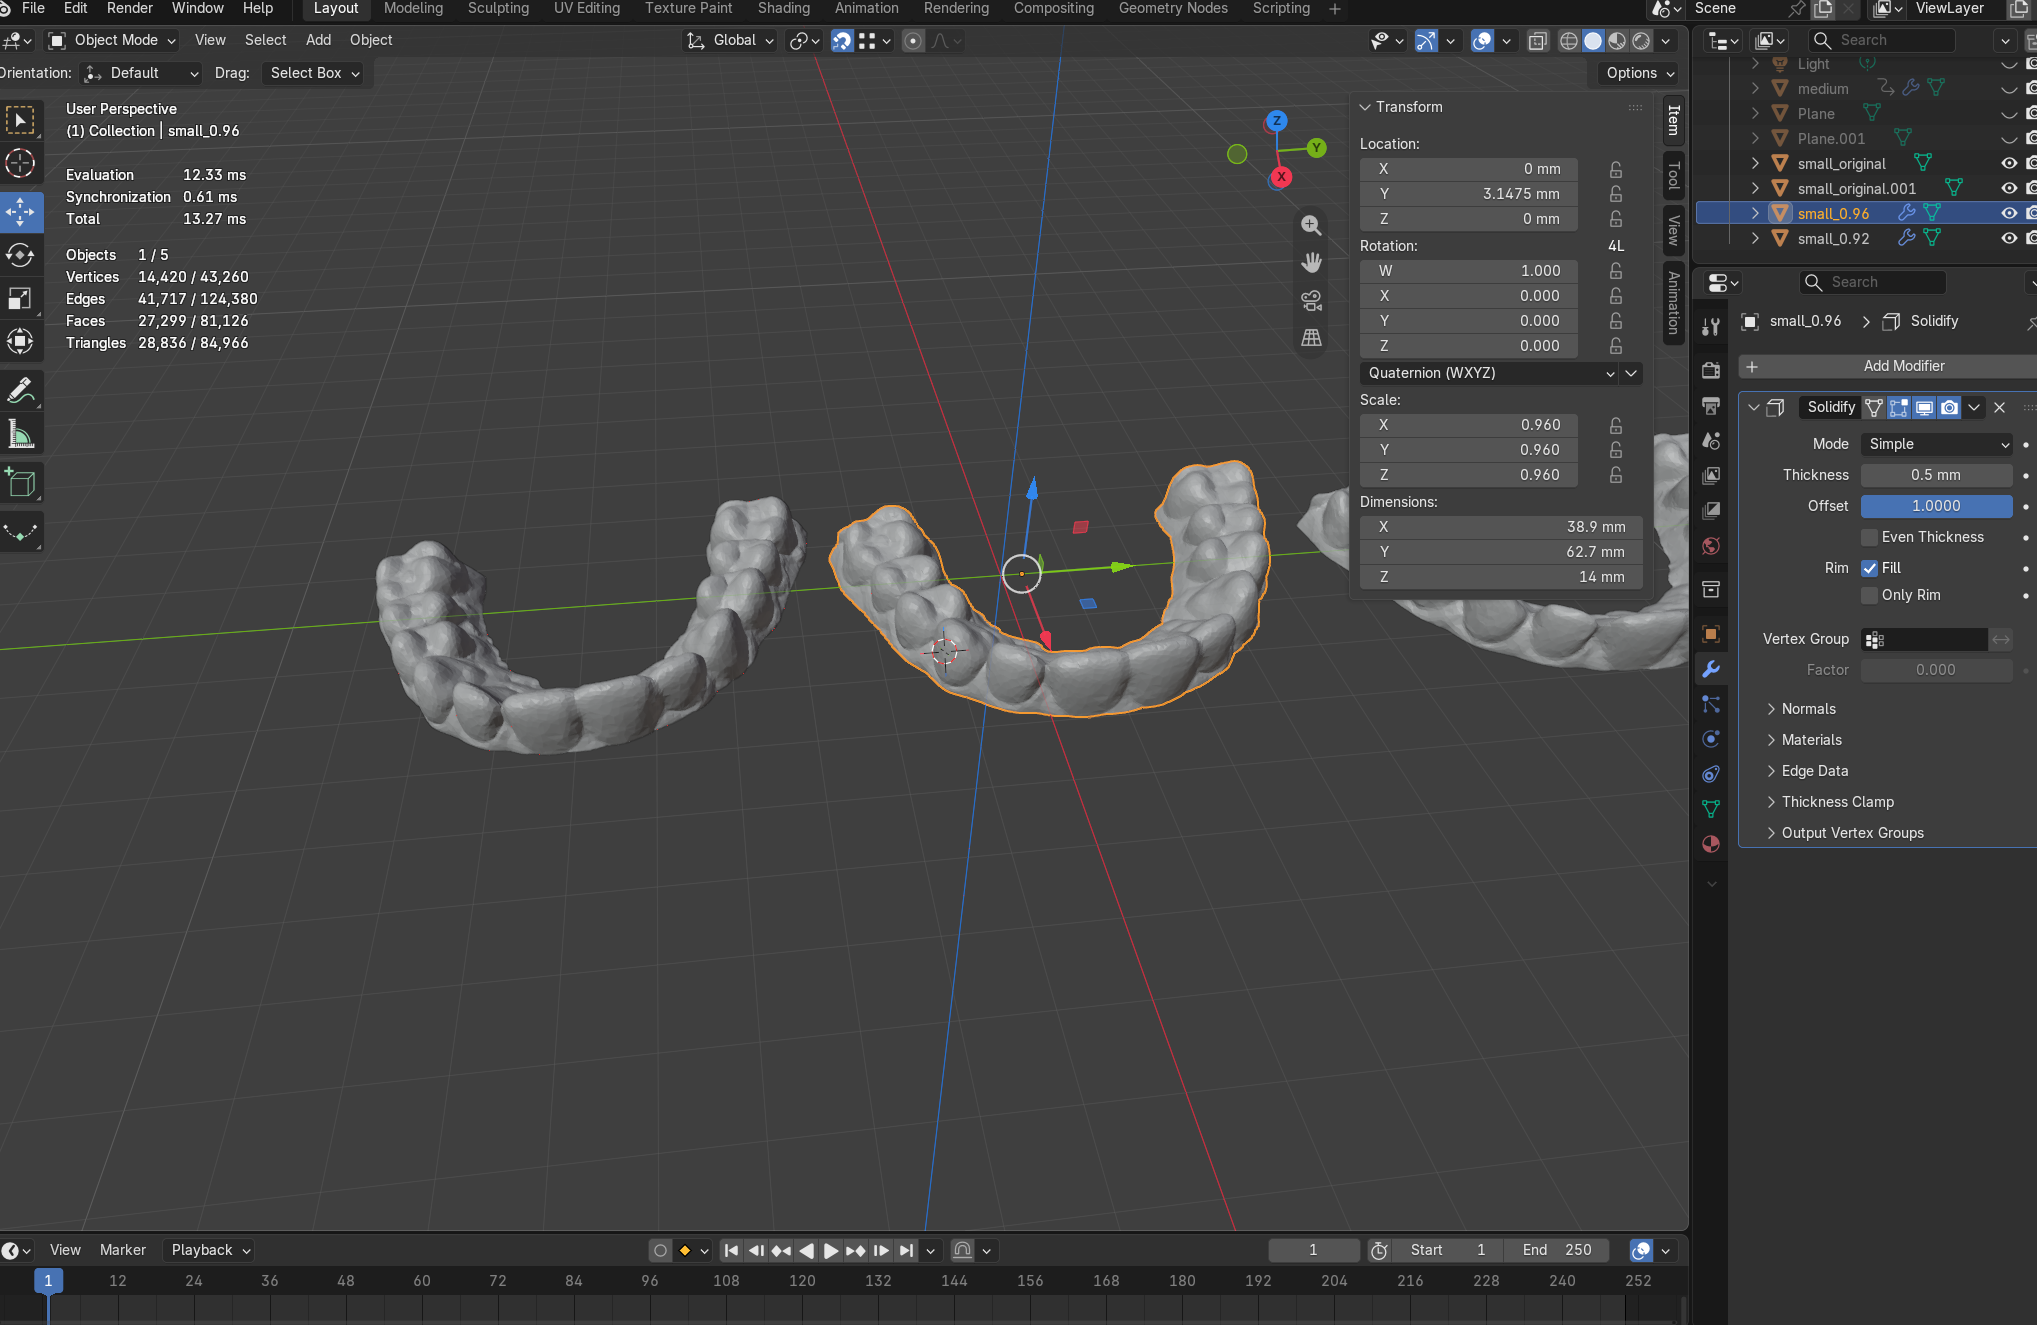 File Edit Render Window Help Layout Modeling Sculpting UV Editing Texture Paint Shading Animation Rendering Compositing Geometry Nodes Scripting + Scene ViewLayer
Object Mode View Select Add Object Global Search
Orientation: Default Drag: Select Box Options
User Perspective
(1) Collection | small_0.96
Evaluation 12.33 ms
Synchronization 0.61 ms
Total 13.27 ms
Objects 1 / 5
Vertices 14,420 / 43,260
Edges 41,717 / 124,380
Faces 27,299 / 81,126
Triangles 28,836 / 84,966
Z
Y
X
Transform
Location:
X 0 mm
Y 3.1475 mm
Z 0 mm
Rotation: 4L
W 1.000
X 0.000
Y 0.000
Z 0.000
Quaternion (WXYZ)
Scale:
X 0.960
Y 0.960
Z 0.960
Dimensions:
X 38.9 mm
Y 62.7 mm
Z 14 mm
Item
Tool
View
Animation
Light
medium
Plane
Plane.001
small_original
small_original.001
small_0.96
small_0.92
Search
small_0.96 > Solidify
+ Add Modifier
Solidify
Mode Simple
Thickness 0.5 mm
Offset 1.0000
Even Thickness
Rim Fill
Only Rim
Vertex Group
Factor 0.000
Normals
Materials
Edge Data
Thickness Clamp
Output Vertex Groups
View Marker Playback 1 Start 1 End 250
1 12 24 36 48 60 72 84 96 108 120 132 144 156 168 180 192 204 216 228 240 252